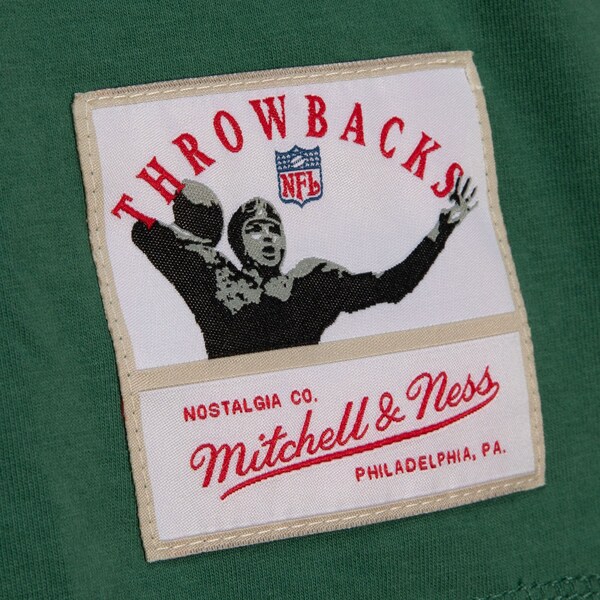 THROWBACKS
NFL
NOSTALGIA CO.
Mitchell & Ness
PHILADELPHIA, PA.